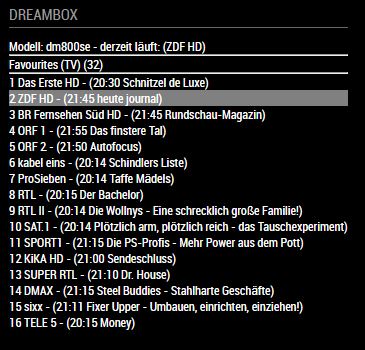 DREAMBOX
Modell: dm800se - derzeit läuft: (ZDF HD)
Favourites (TV) (32)
1 Das Erste HD - (20:30 Schnitzel de Luxe)
2 ZDF HD - (21:45 heute journal)
3 BR Fernsehen Süd HD - (21:45 Rundschau-Magazin)
4 ORF 1 - (21:55 Das finstere Tal)
5 ORF 2 - (21:50 Autofocus)
6 kabel eins - (20:14 Schindlers Liste)
7 ProSieben - (20:14 Taffe Mädels)
8 RTL - (20:15 Der Bachelor)
9 RTL II - (20:14 Die Wollnys - Eine schrecklich große Familie!)
10 SAT.1 - (20:14 Plötzlich arm, plötzlich reich - das Tauschexperiment)
11 SPORT1 - (21:15 Die PS-Profis - Mehr Power aus dem Pott)
12 KiKA HD - (21:00 Sendeschluss)
13 SUPER RTL - (21:10 Dr. House)
14 DMAX - (21:15 Steel Buddies - Stahlharte Geschäfte)
15 sixx - (21:11 Fixer Upper - Umbauen, einrichten, einziehen!)
16 TELE 5 - (20:15 Money)